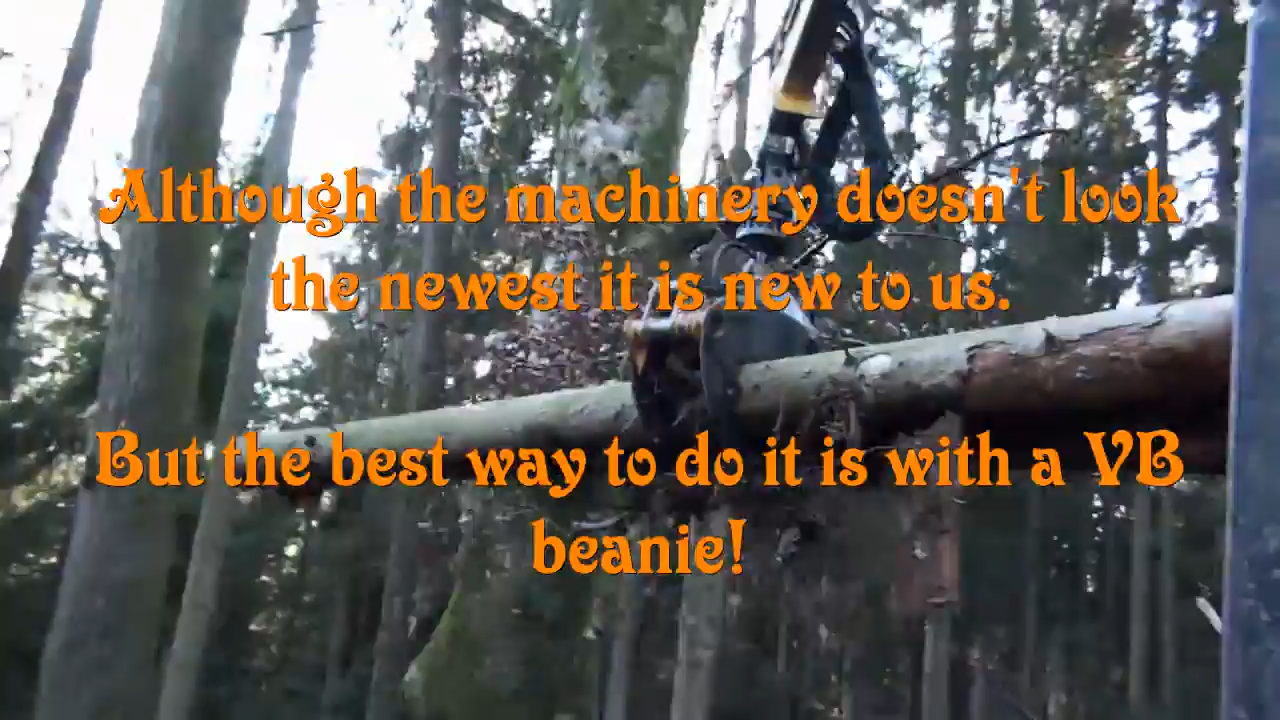 Although the machinery doesn't look
the newest it is new to us.
But the best way to do it is with a VB
beanie!